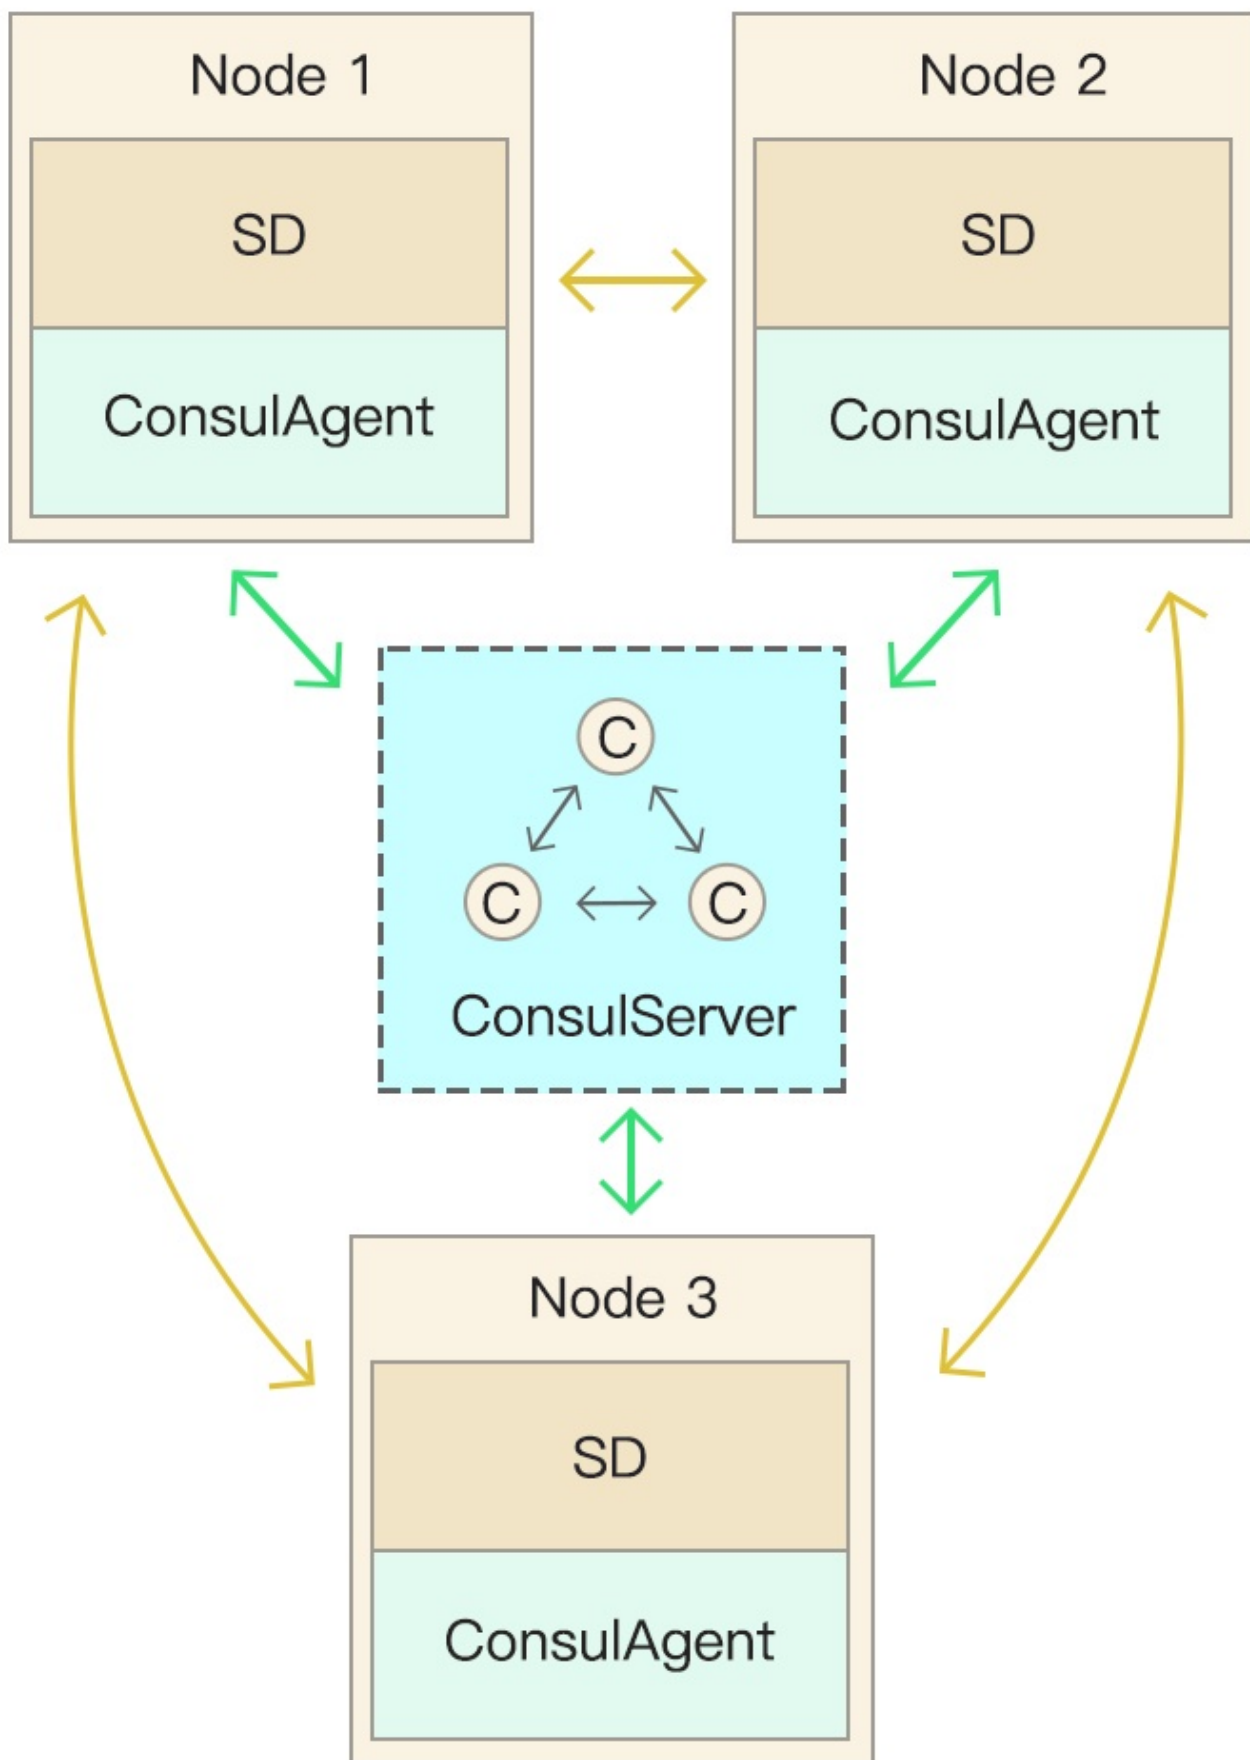 Node 1
Node 2
SD
SD
ConsulAgent
ConsulAgent
C
C
C
ConsulServer
Node 3
SD
ConsulAgent